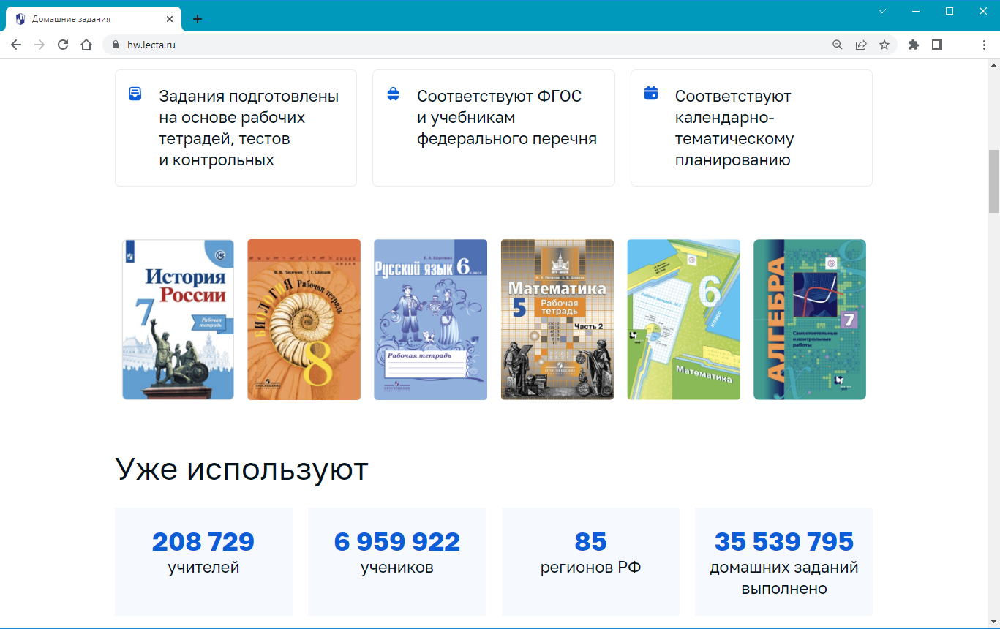 Домашние задания
hw.lecta.ru
Задания подготовлены
на основе рабочих
тетрадей, тестов
и контрольных
Соответствуют ФГОС
и учебникам
федерального перечня
Соответствуют
календарно-
тематическому
планированию
История
России
7
Рабочая
тетрадь
БИОЛОГИЯ Рабочая тетрадь
8
Русский язык 6 класс
Рабочая тетрадь
ПРОСВЕЩЕНИЕ
Математика
5 Рабочая
тетрадь
Часть 2
ПРОСВЕЩЕНИЕ
6
класс
Математика
АЛГЕБРА
7
Самостоятельные
и контрольные
работы
Уже используют
208 729
учителей
6 959 922
учеников
85
регионов РФ
35 539 795
домашних заданий
выполнено